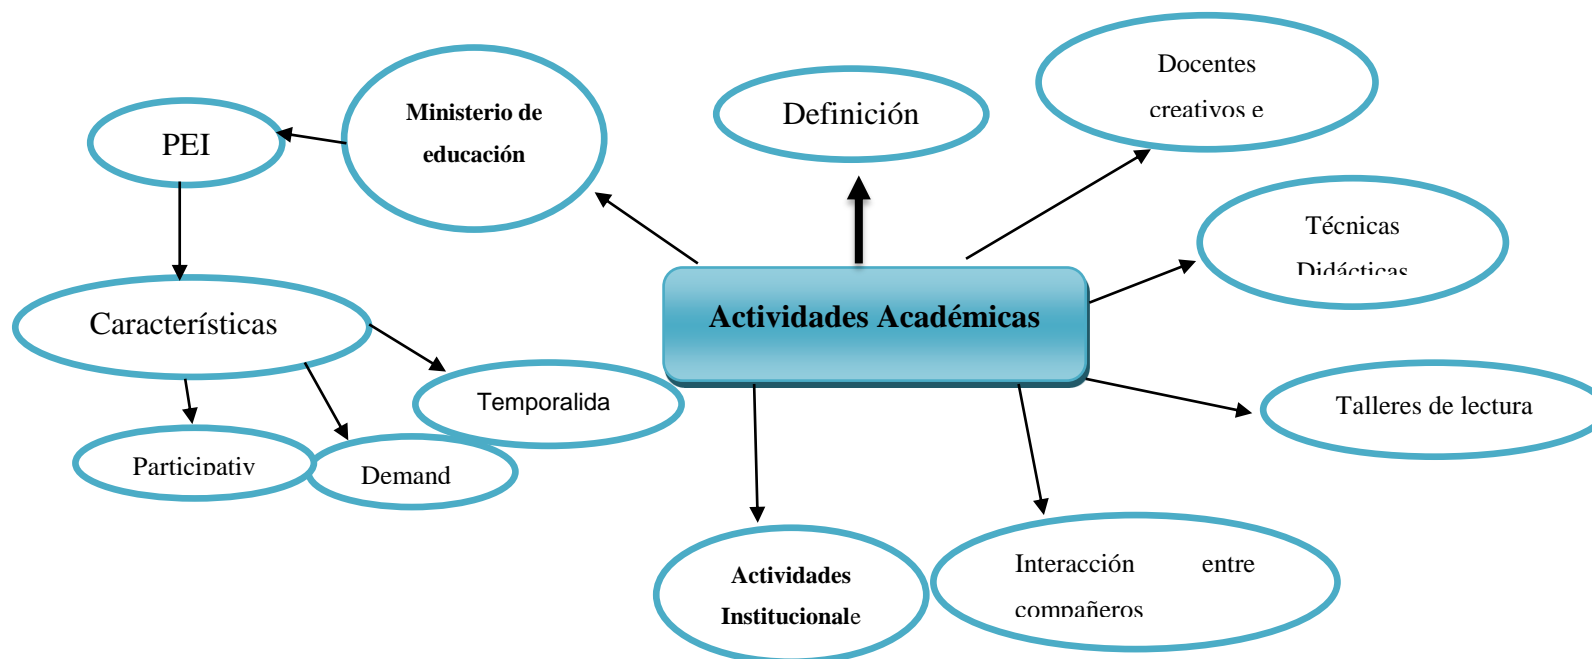 Docentes
creativos e
Definición
Ministerio de
educación
PEI
Técnicas
Didácticas
Actividades Académicas
Características
Temporalida
Talleres de lectura
Participativ
Demand
Interacción entre
compañeros
Actividades
Institucionale